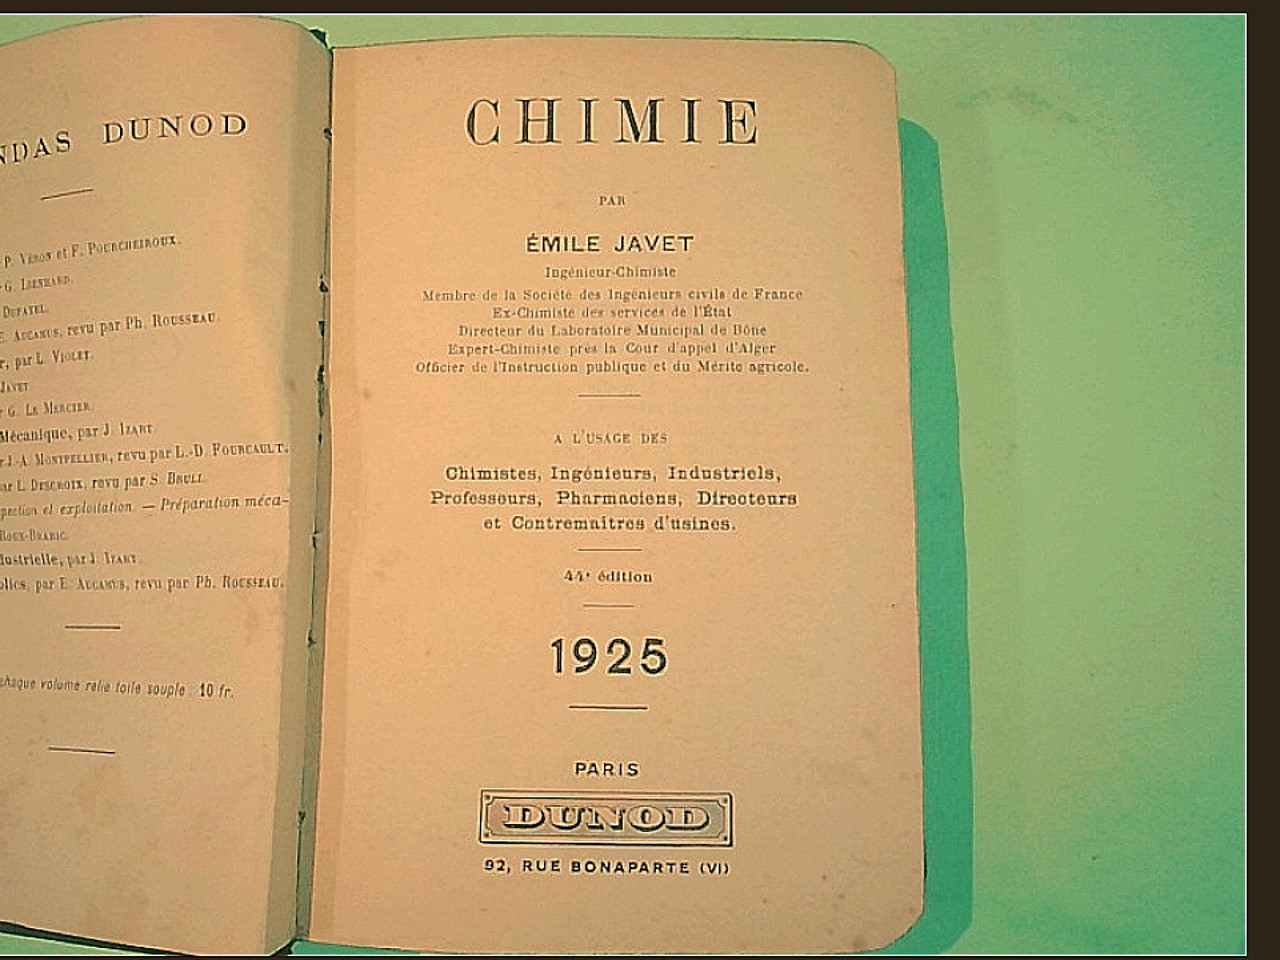 NDAS DUNOD
P. VÉRON et F. POURCHEIROUX.
G. LIENHARD.
DUFATEL.
E. AUCAMUS, revu par Ph. ROUSSEAU.
r, par L. VIOLET.
JAVET
r G. LE MERCIER.
Mécanique, par J. IZART.
r J.-A. MONTPELLIER, revu par L.-D. FOURCAULT.
ar L. DESCROIX, revu par S. BRULL.
pection et exploitation. — Préparation méca-
ROUX-BRAHIC.
dustrielle, par J. IZART.
blics, par E. AUCAMUS, revu par Ph. ROUSSEAU.
chaque volume relié toile souple : 10 fr.
CHIMIE
PAR
ÉMILE JAVET
Ingénieur-Chimiste
Membre de la Société des Ingénieurs civils de France
Ex-Chimiste des services de l'État
Directeur du Laboratoire Municipal de Bône
Expert-Chimiste près la Cour d'appel d'Alger
Officier de l'Instruction publique et du Mérite agricole.
A L'USAGE DES
Chimistes, Ingénieurs, Industriels,
Professeurs, Pharmaciens, Directeurs
et Contremaîtres d'usines.
44e édition
1925
PARIS
DUNOD
92, RUE BONAPARTE (VI)